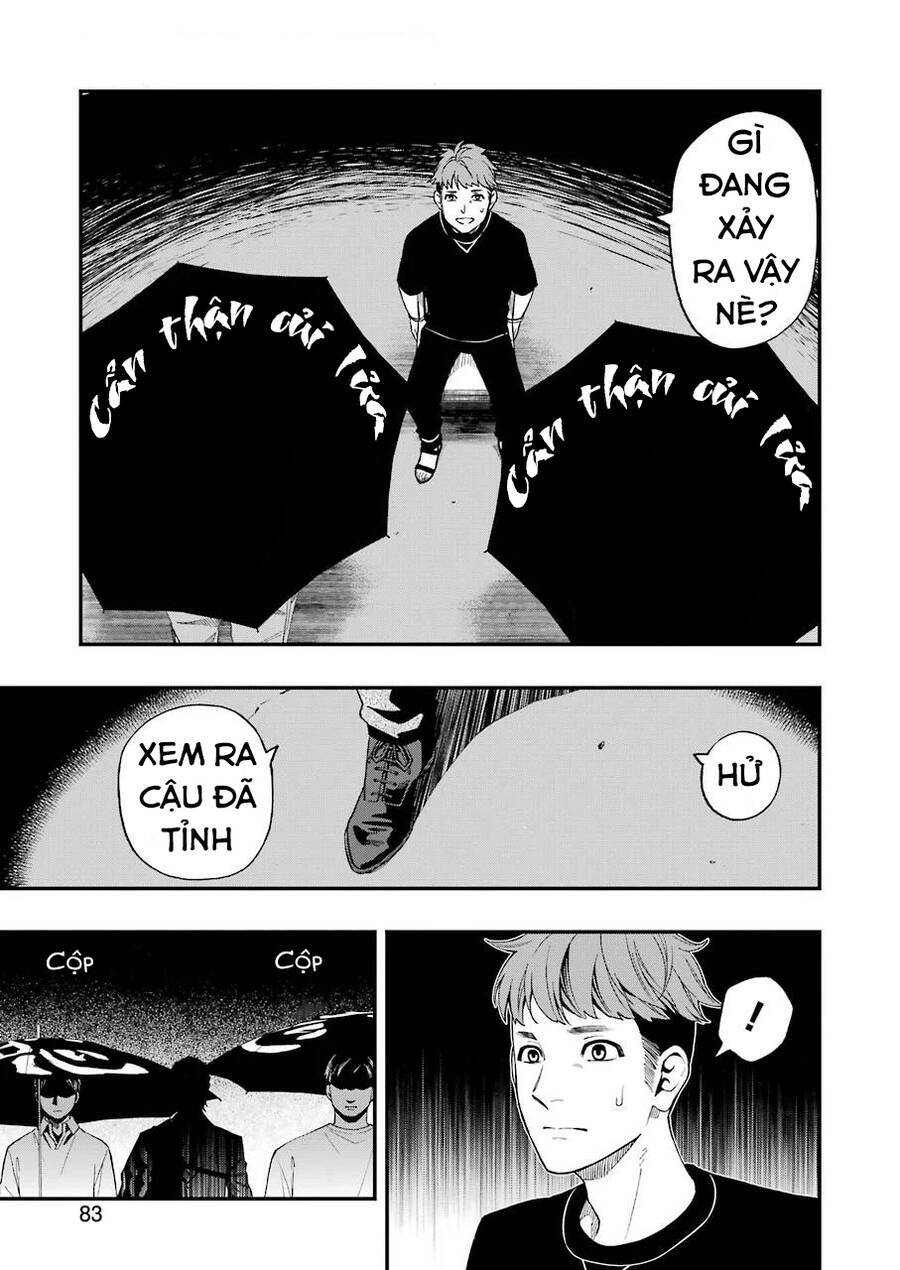 GÌ
ĐANG
XẢY
RA VẬY
NÈ?
Cẩn thận củi lửa
Cẩn thận củi lửa
HỬ
XEM RA
CẬU ĐÃ
TỈNH
!
CỘP
CỘP
83